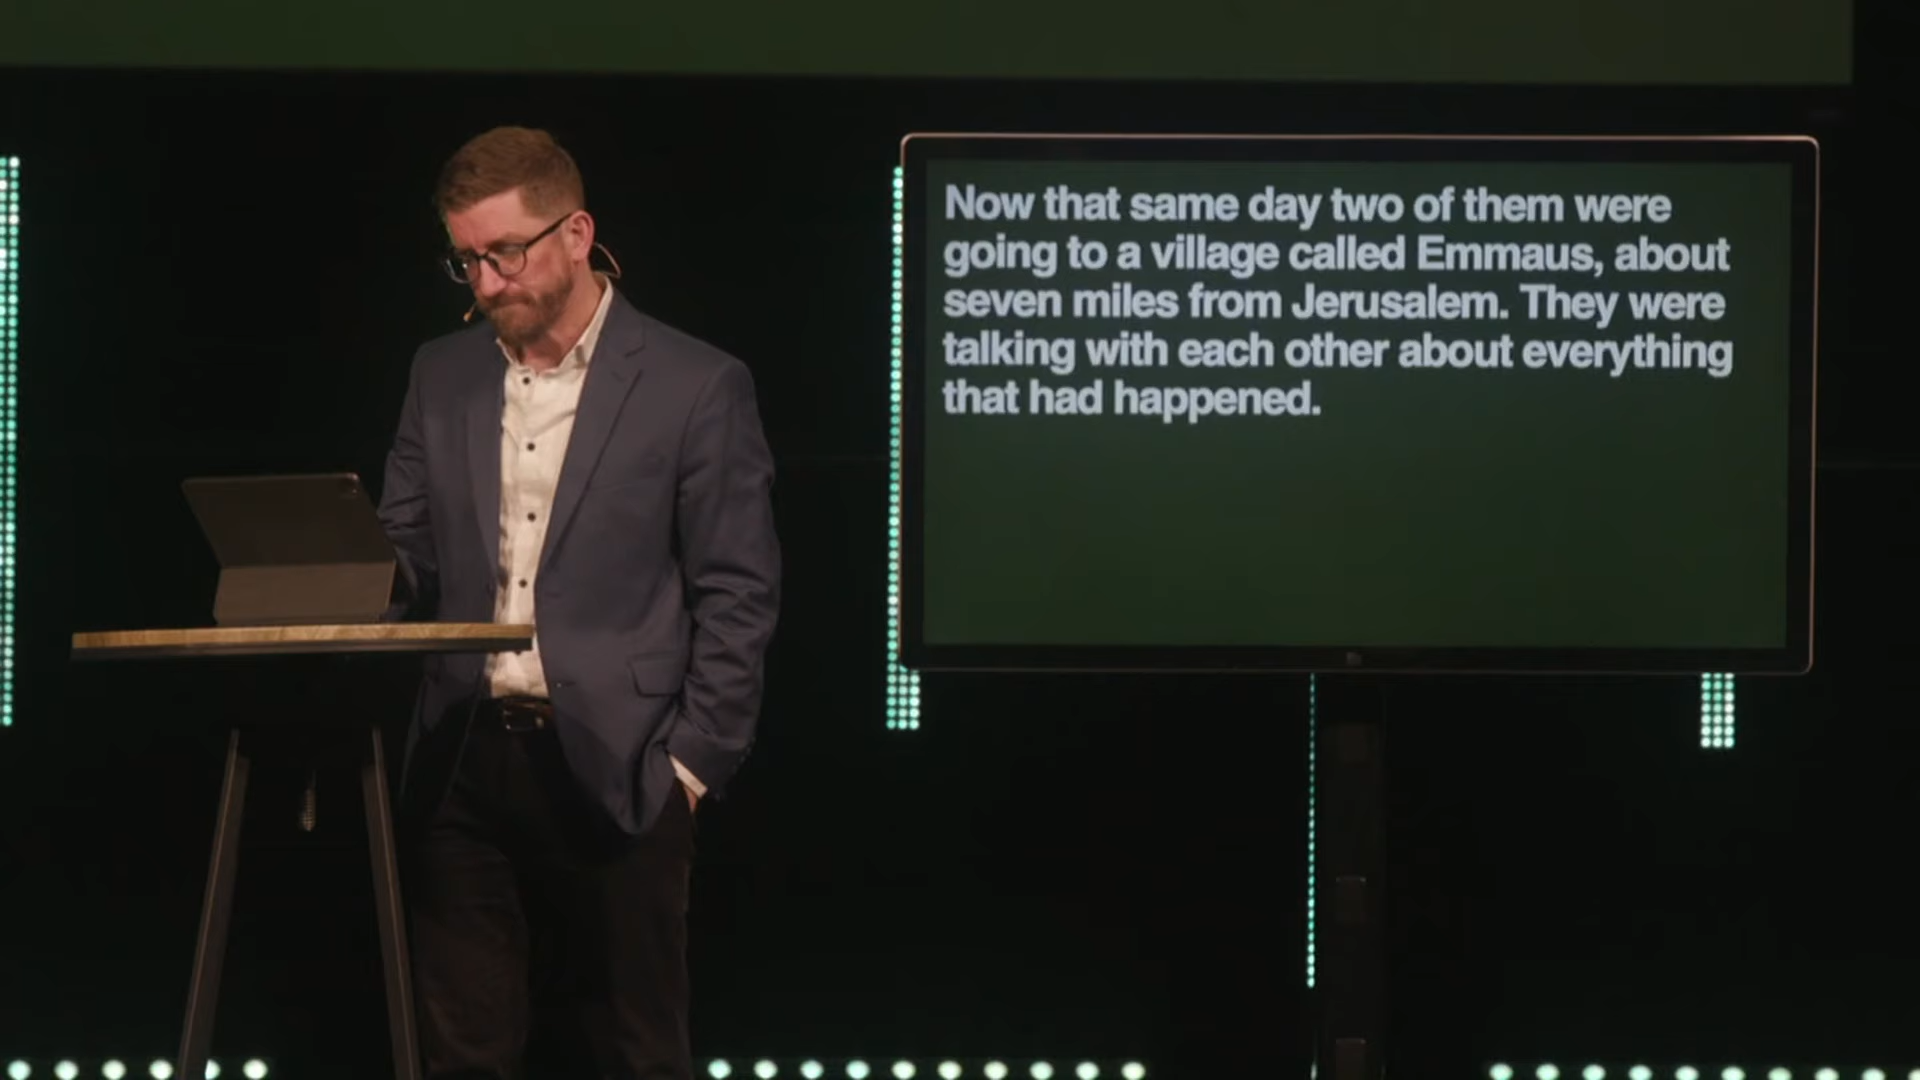 Now that same day two of them were
going to a village called Emmaus, about
seven miles from Jerusalem. They were
talking with each other about everything
that had happened.